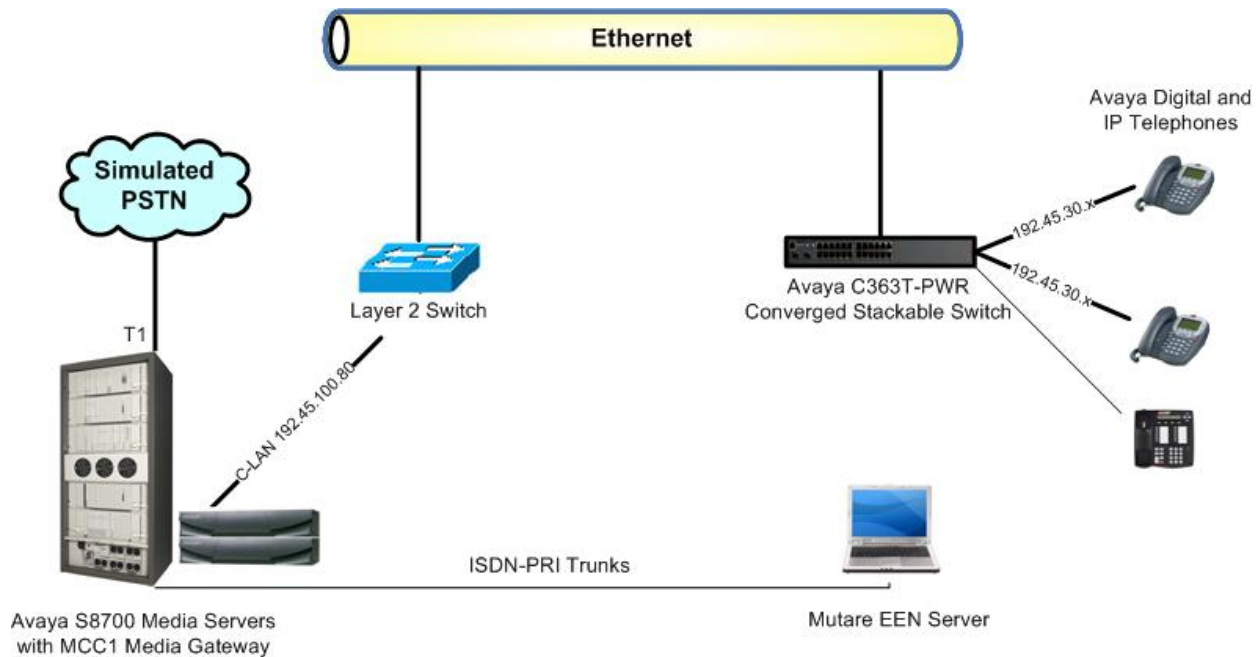 Ethernet
Avaya Digital and
IP Telephones
Simulated
PSTN
192.45.30.x
192.45.30.x
Layer 2 Switch
Avaya C363T-PWR
Converged Stackable Switch
T1
C-LAN 192.45.100.80
ISDN-PRI Trunks
Avaya S8700 Media Servers
with MCC1 Media Gateway
Mutare EEN Server